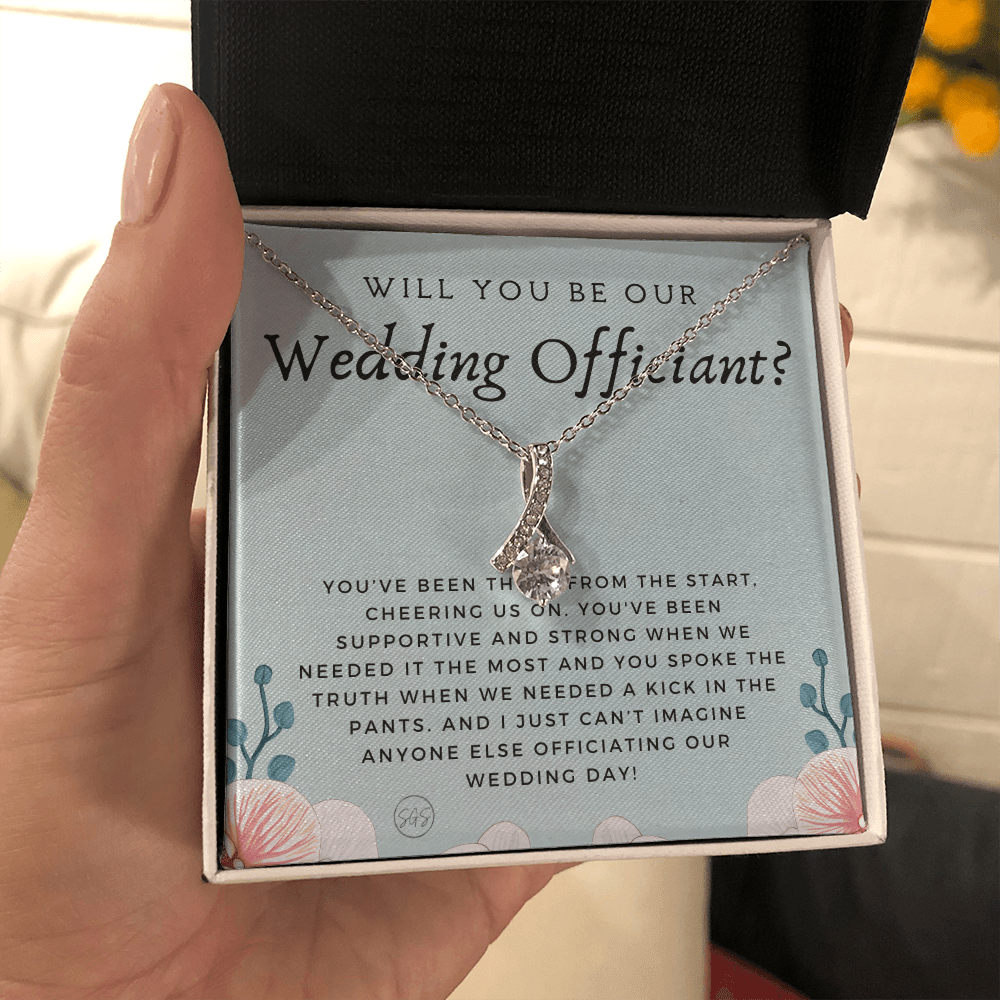 WILL YOU BE OUR
Wedding Officiant?
YOU'VE BEEN FROM THE START,
CHEERING US ON. YOU'VE BEEN
SUPPORTIVE AND STRONG WHEN WE
NEEDED IT THE MOST AND YOU SPOKE THE
TRUTH WHEN WE NEEDED A KICK IN THE
PANTS. AND I JUST CAN'T IMAGINE
ANYONE ELSE OFFICIATING OUR
WEDDING DAY!
SGS